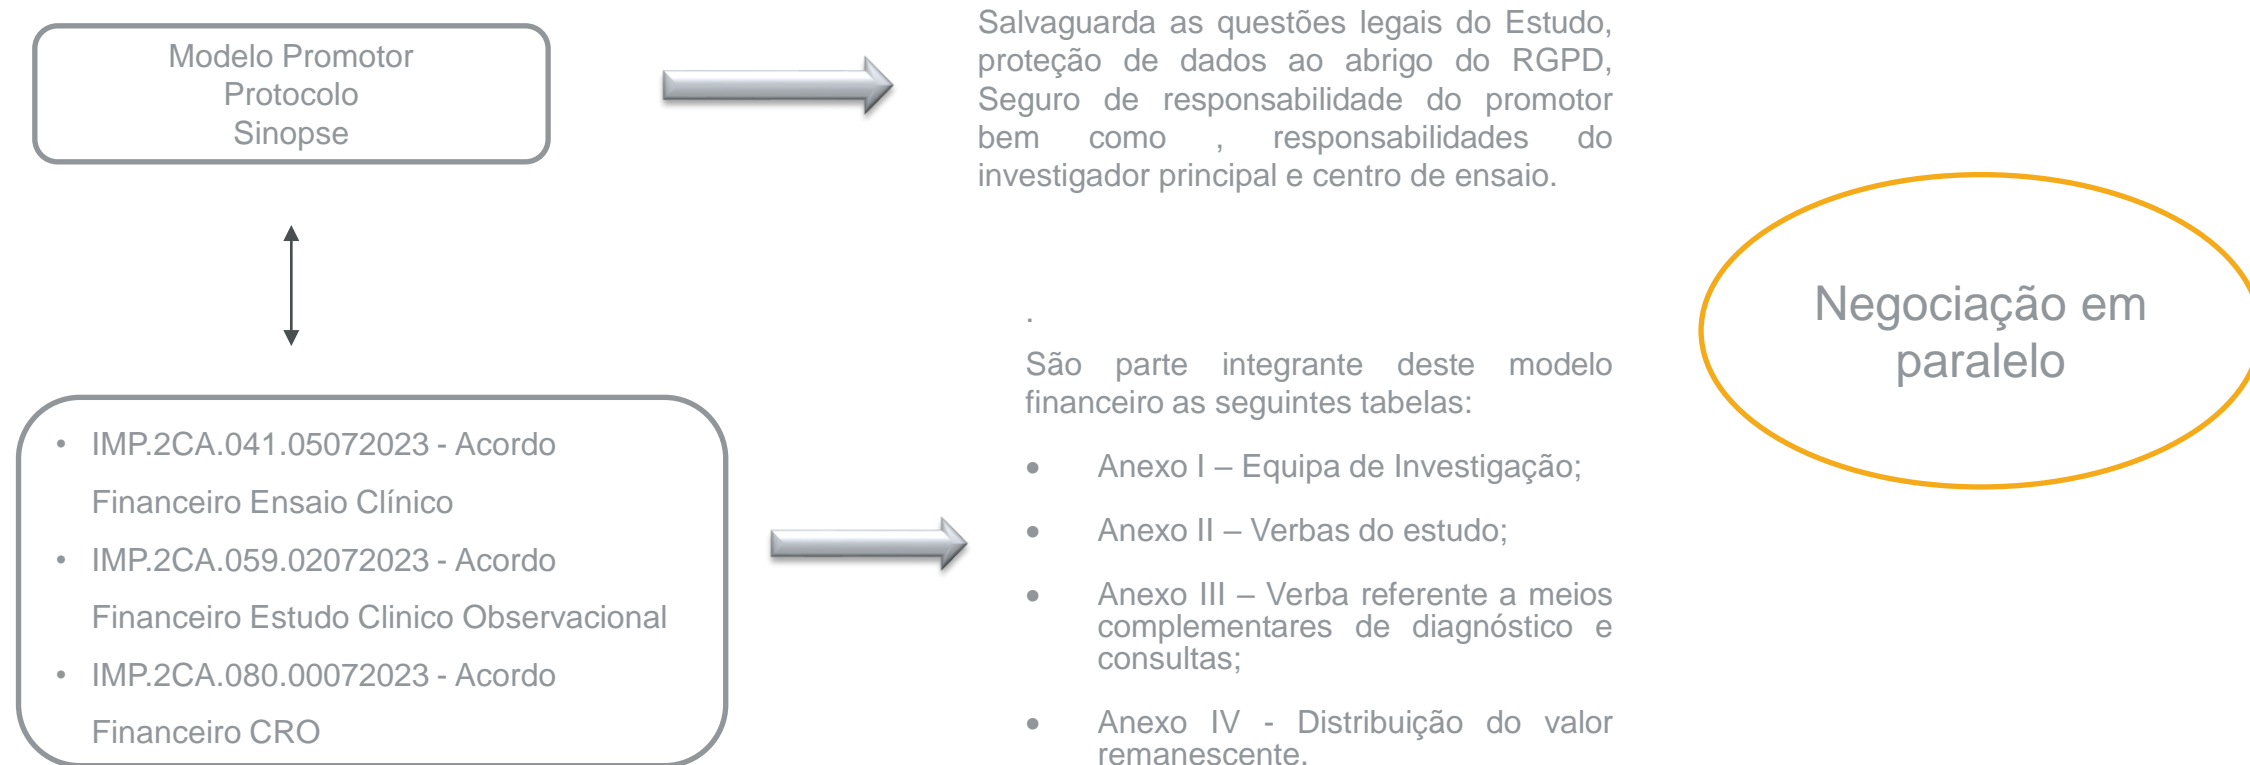 Modelo Promotor
Protocolo
Sinopse
Salvaguarda as questões legais do Estudo,
proteção de dados ao abrigo do RGPD,
Seguro de responsabilidade do promotor
bem como , responsabilidades do
investigador principal e centro de ensaio.
Negociação em
paralelo
• IMP.2CA.041.05072023 - Acordo
Financeiro Ensaio Clínico
• IMP.2CA.059.02072023 - Acordo
Financeiro Estudo Clinico Observacional
• IMP.2CA.080.00072023 - Acordo
Financeiro CRO
.
São parte integrante deste modelo
financeiro as seguintes tabelas:
• Anexo I – Equipa de Investigação;
• Anexo II – Verbas do estudo;
• Anexo III – Verba referente a meios
complementares de diagnóstico e
consultas;
• Anexo IV - Distribuição do valor
remanescente.